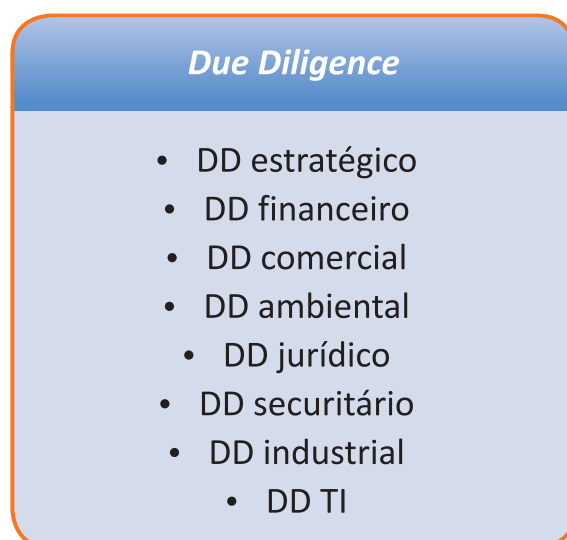 Due Diligence
• DD estratégico
• DD financeiro
• DD comercial
• DD ambiental
• DD jurídico
• DD securitário
• DD industrial
• DD TI